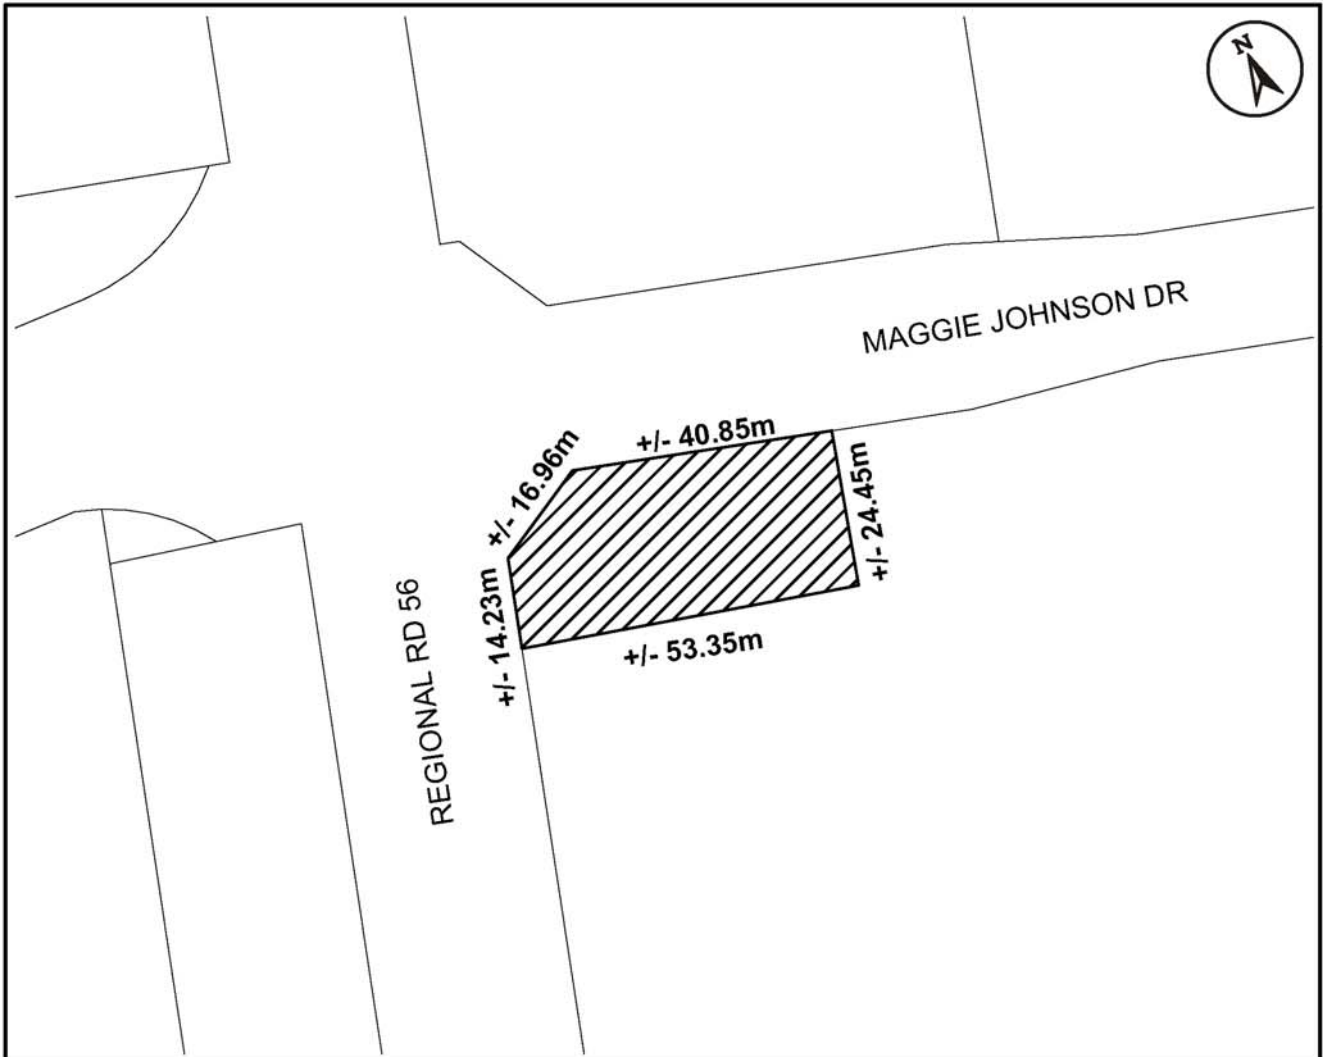 N
MAGGIE JOHNSON DR
+/- 40.85m
+/- 16.96m
+/- 24.45m
+/- 14.23m
+/- 53.35m
REGIONAL RD 56